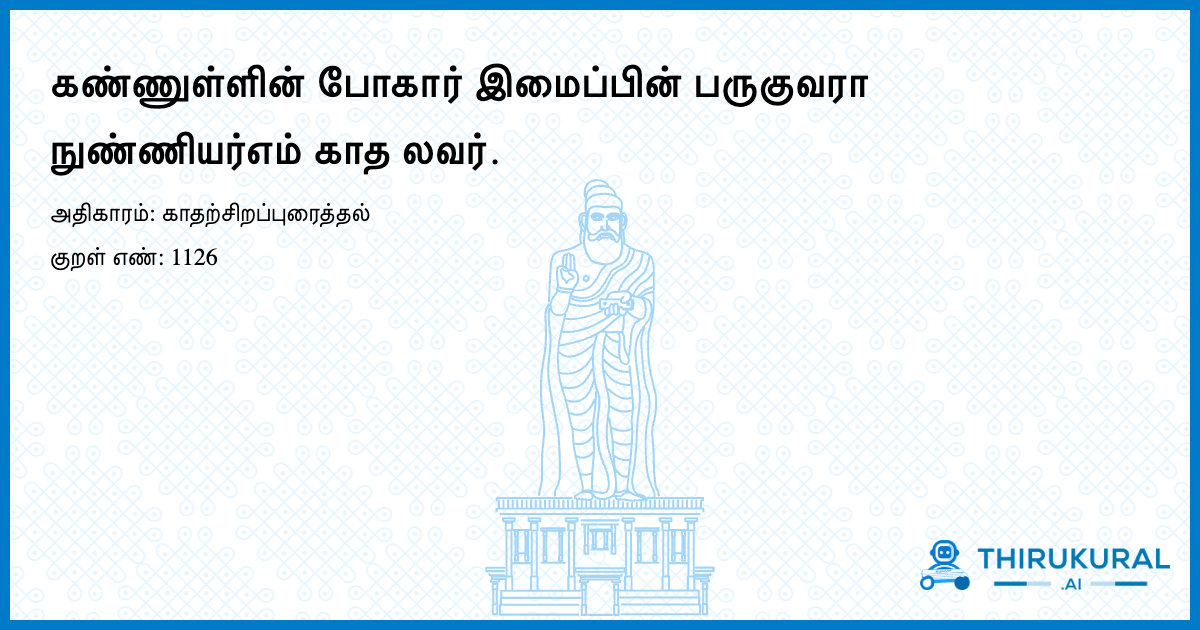 கண்ணுள்ளின் போகார் இமைப்பின் பருகுவரா
நுண்ணியர்எம் காத லவர்.
அதிகாரம்: காதற்சிறப்புரைத்தல்
குறள் எண்: 1126
THIRUKURAL
.AI